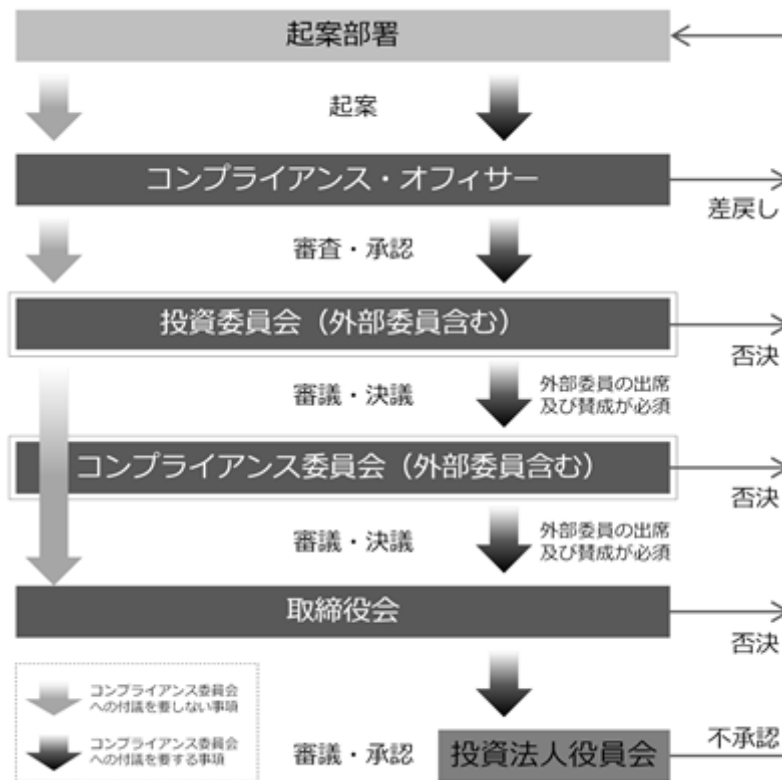 起案部署
起案
コンプライアンス・オフィサー
差戻し
審査・承認
投資委員会（外部委員含む）
否決
審議・決議
外部委員の出席
及び賛成が必須
コンプライアンス委員会（外部委員含む）
否決
審議・決議
外部委員の出席
及び賛成が必須
取締役会
否決
コンプライアンス委員会
への付議を要しない事項
コンプライアンス委員会
への付議を要する事項
審議・承認
投資法人役員会
不承認